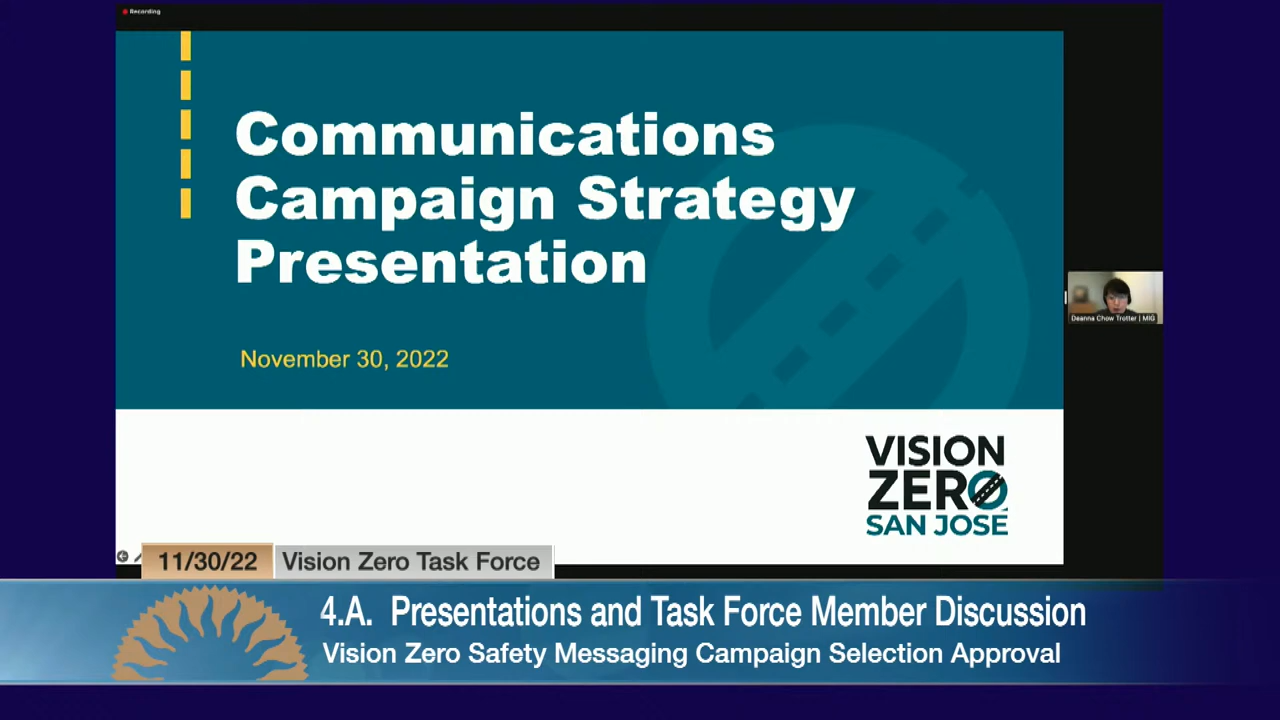 Recording
Communications
Campaign Strategy
Presentation
November 30, 2022
Deanna Chow Trotter | MIG
VISION
ZERO
SAN JOSE
11/30/22 Vision Zero Task Force
4.A. Presentations and Task Force Member Discussion
Vision Zero Safety Messaging Campaign Selection Approval